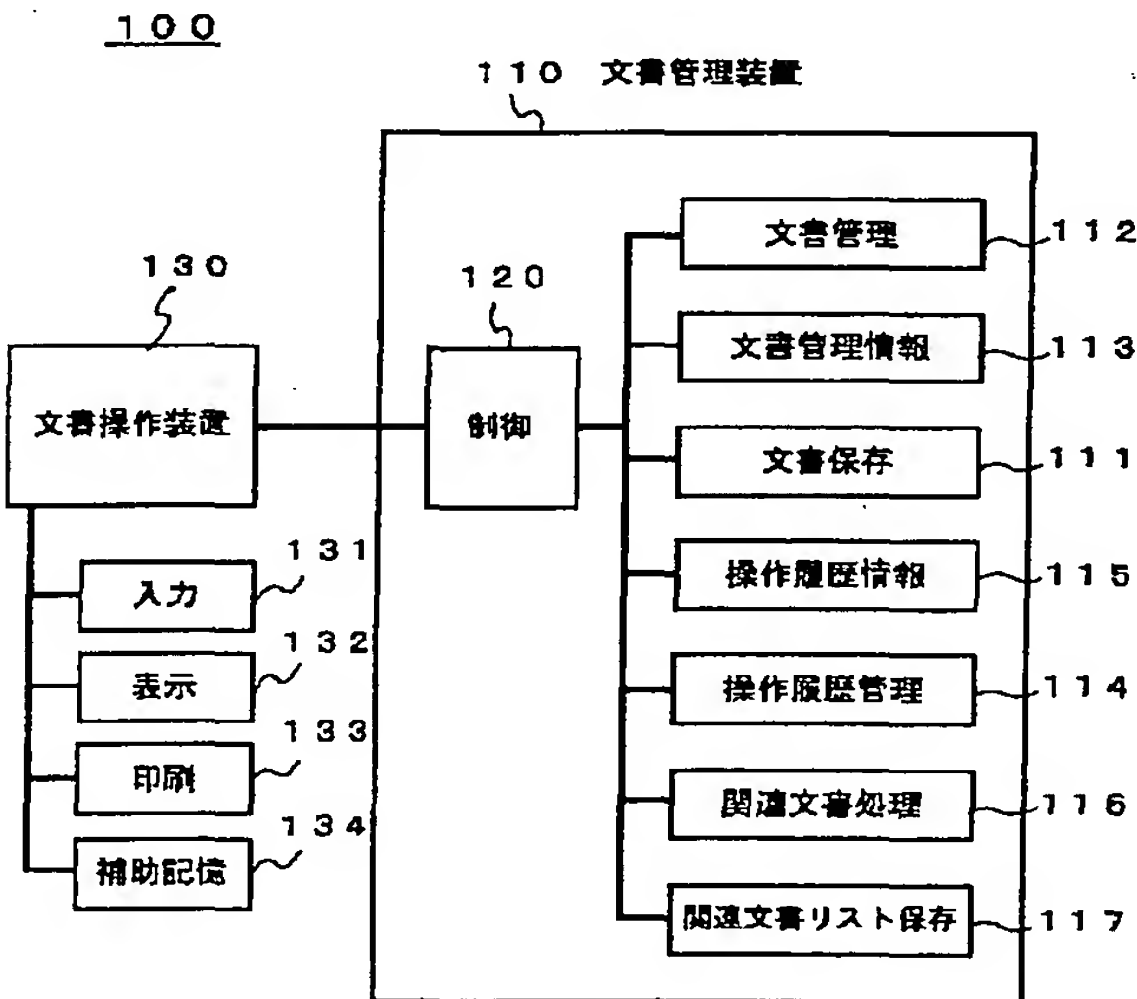 １００
１１０ 文書管理装置
文書管理 １１２
１３０
１２０
文書管理情報 １１３
文書操作装置
制御
文書保存 １１１
１３１
入力
操作履歴情報 １１５
１３２
表示
操作履歴管理 １１４
１３３
印刷
関連文書処理 １１６
１３４
補助記憶
関連文書リスト保存 １１７